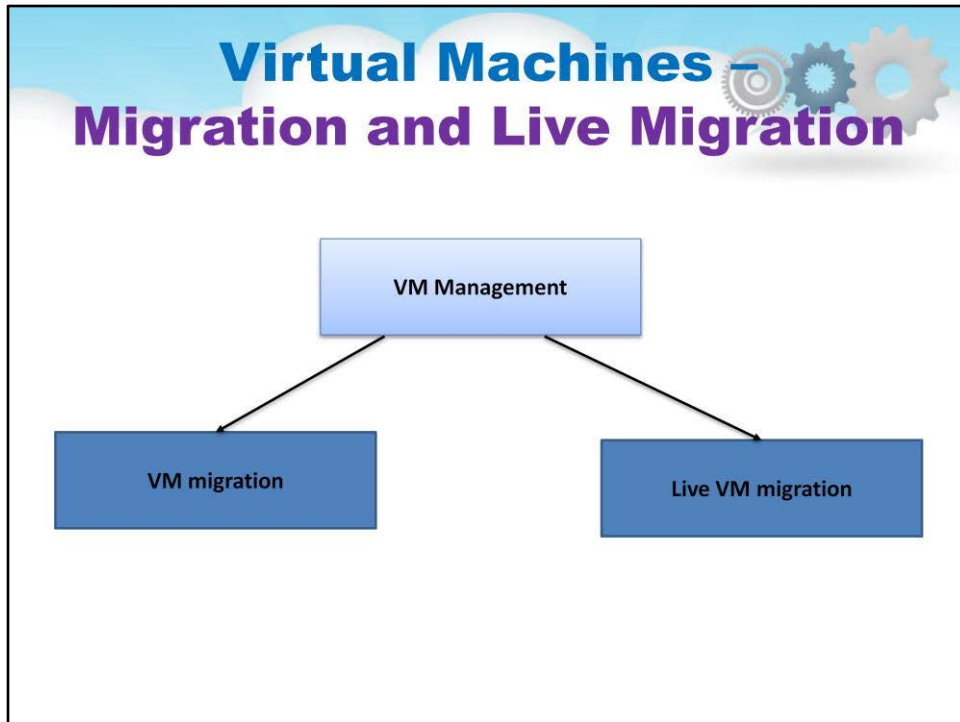 Virtual Machines –
Migration and Live Migration
VM Management
VM migration
Live VM migration